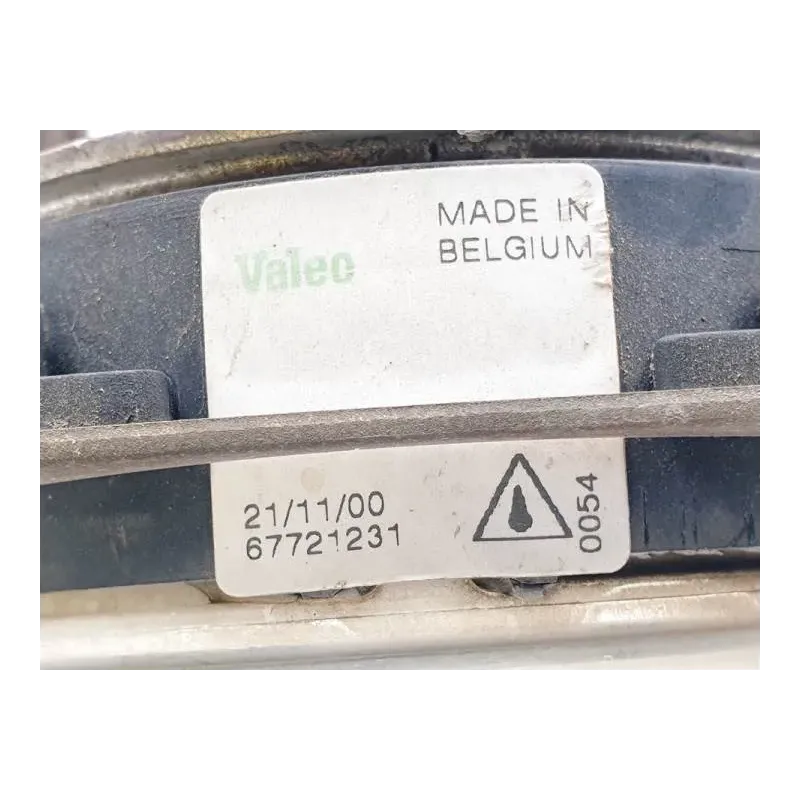 Valeo
MADE IN
BELGIUM
21/11/00
67721231
0054